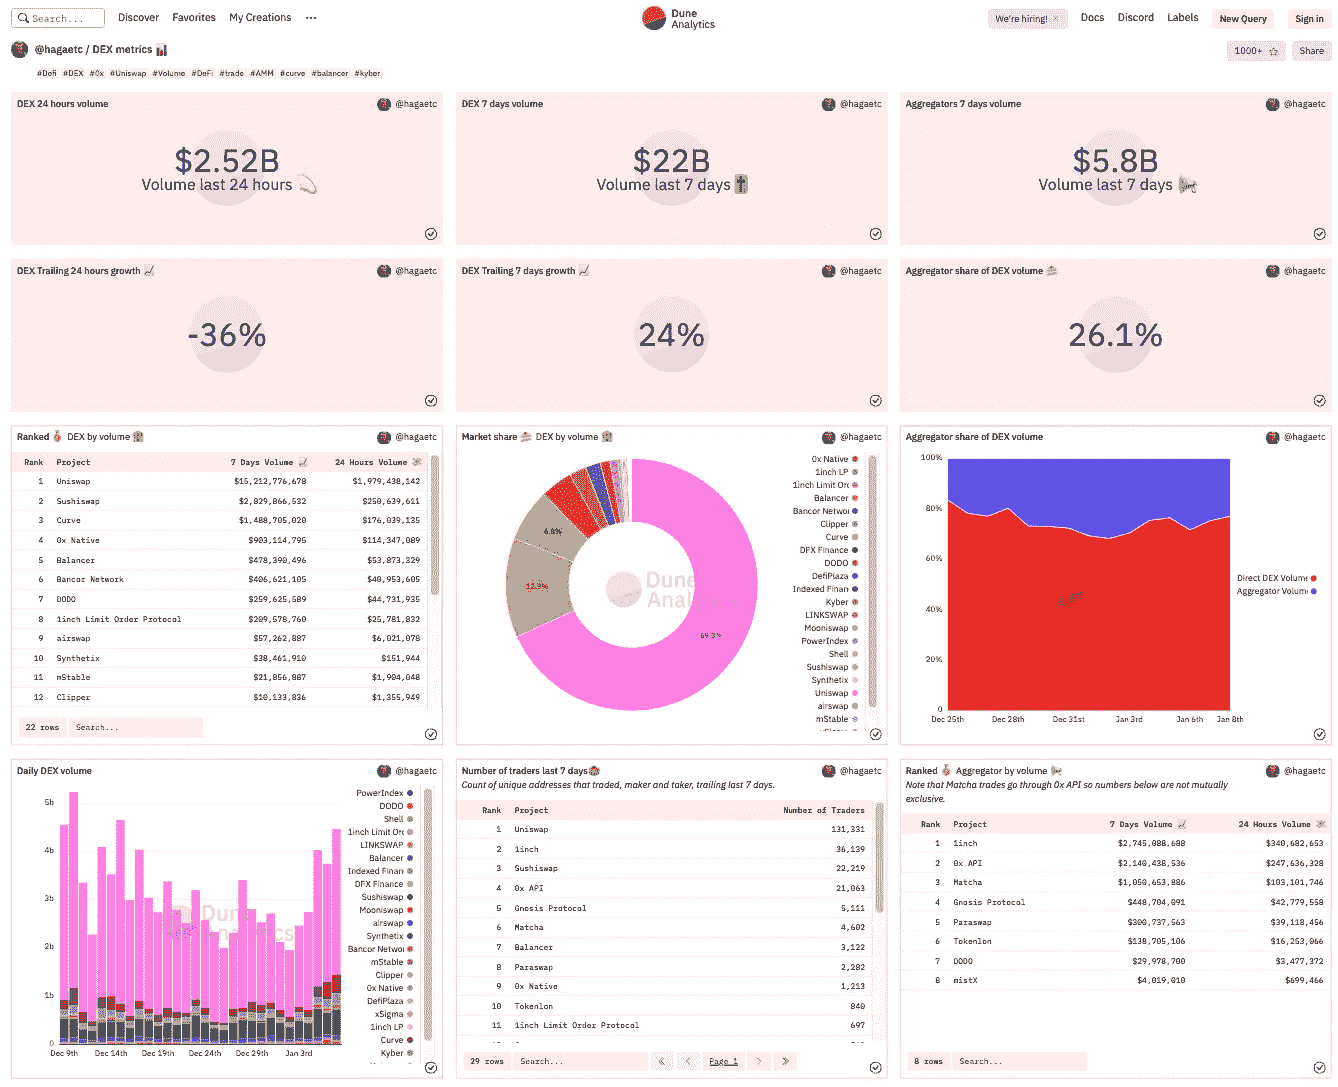 Search...
Discover
Favorites
My Creations
Dune
Analytics
We're hiring!
Docs
Discord
Labels
New Query
Sign in
@hagaetc / DEX metrics
1000+
Share
#Defi #DEX #0x #Uniswap #Volume #DeFi #trade #AMM #curve #balancer #kyber
DEX 24 hours volume
@hagaetc
$2.52B
Volume last 24 hours
DEX 7 days volume
@hagaetc
$22B
Volume last 7 days
Aggregators 7 days volume
@hagaetc
$5.8B
Volume last 7 days
DEX Trailing 24 hours growth
@hagaetc
-36%
DEX Trailing 7 days growth
@hagaetc
24%
Aggregator share of DEX volume
@hagaetc
26.1%
Ranked DEX by volume
@hagaetc
Rank Project 7 Days Volume 24 Hours Volume
1 Uniswap $15,212,776,678 $1,979,438,142
2 Sushiswap $2,829,866,532 $250,639,611
3 Curve $1,488,705,020 $176,039,135
4 0x Native $903,114,795 $114,347,089
5 Balancer $478,390,496 $53,873,329
6 Bancor Network $406,621,105 $40,953,605
7 DODO $259,625,589 $44,731,935
8 1inch Limit Order Protocol $209,578,760 $25,781,832
9 airswap $57,262,887 $6,021,078
10 Synthetix $38,461,910 $151,944
11 mStable $21,856,887 $1,904,048
12 Clipper $10,133,836 $1,355,949
22 rows
Search...
Market share DEX by volume
@hagaetc
6.8%
12.9%
69.3%
Dune
Analytics
0x Native
1inch LP
1inch Limit Orc
Balancer
Bancor Networ
Clipper
Curve
DFX Finance
DODO
DefiPlaza
Indexed Finan
Kyber
LINKSWAP
Mooniswap
PowerIndex
Shell
Sushiswap
Synthetix
Uniswap
airswap
mStable
xSigma
Aggregator share of DEX volume
@hagaetc
100%
80%
60%
40%
20%
0
Dec 25th
Dec 28th
Dec 31st
Jan 3rd
Jan 6th
Jan 8th
Direct DEX Volume
Aggregator Volume
Daily DEX volume
@hagaetc
5b
4b
3b
2b
1b
0
Dec 9th
Dec 14th
Dec 19th
Dec 24th
Dec 29th
Jan 3rd
Dune
Analytics
PowerIndex
DODO
Shell
1inch Limit Orc
LINKSWAP
Balancer
Indexed Finan
DFX Finance
Sushiswap
Mooniswap
airswap
Synthetix
Bancor Networ
mStable
Clipper
0x Native
DefiPlaza
xSigma
1inch LP
Curve
Kyber
Number of traders last 7 days
@hagaetc
Count of unique addresses that traded, maker and taker, trailing last 7 days.
Rank Project Number of Traders
1 Uniswap 131,331
2 1inch 36,139
3 Sushiswap 22,219
4 0x API 21,063
5 Gnosis Protocol 5,111
6 Matcha 4,602
7 Balancer 3,122
8 Paraswap 2,282
9 0x Native 1,213
10 Tokenlon 840
11 1inch Limit Order Protocol 697
29 rows
Search...
Page 1
Ranked Aggregator by volume
@hagaetc
Note that Matcha trades go through 0x API so numbers below are not mutually
exclusive.
Rank Project 7 Days Volume 24 Hours Volume
1 1inch $2,745,088,688 $340,682,653
2 0x API $2,140,438,536 $247,636,328
3 Matcha $1,050,653,886 $103,101,746
4 Gnosis Protocol $448,704,091 $42,779,558
5 Paraswap $300,737,563 $39,118,456
6 Tokenlon $138,705,106 $16,253,066
7 DODO $29,978,700 $3,477,372
8 mistX $4,019,010 $699,466
8 rows
Search...